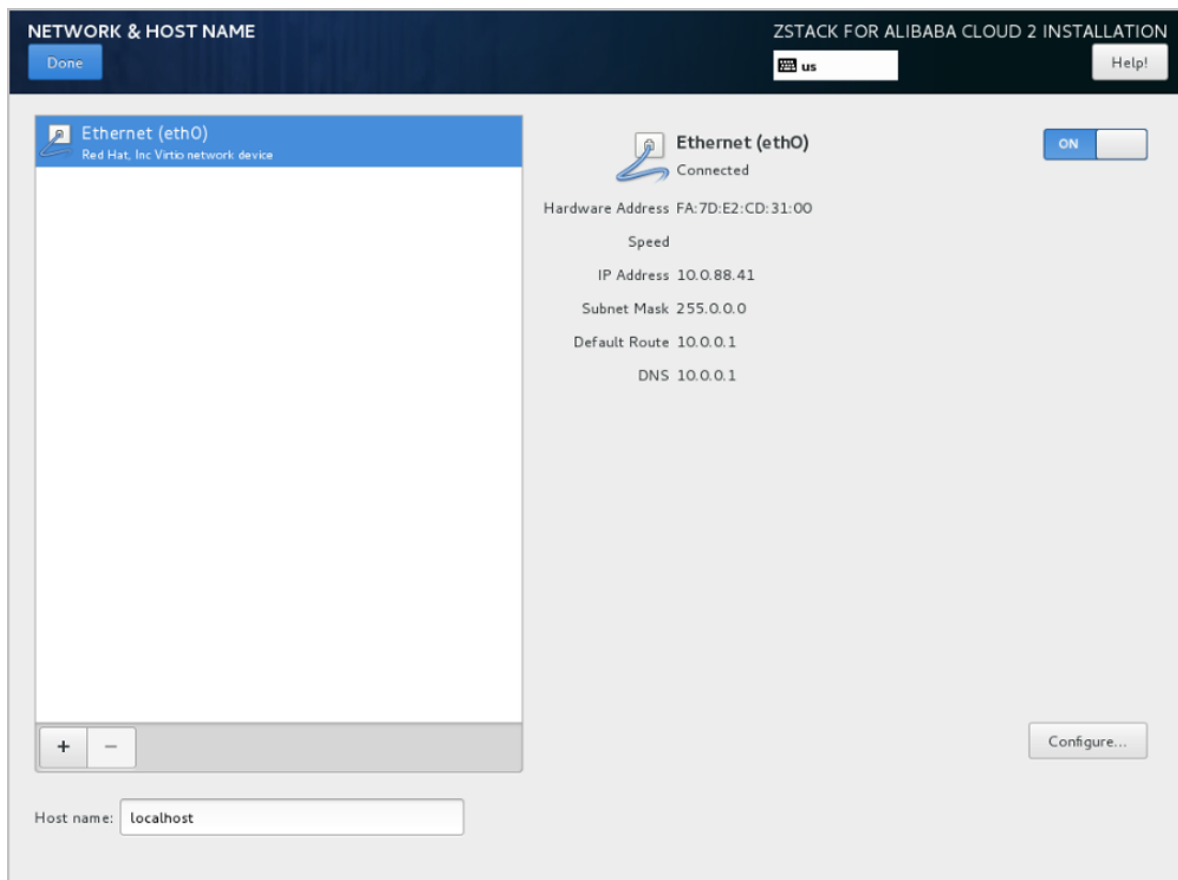 NETWORK & HOST NAME
ZSTACK FOR ALIBABA CLOUD 2 INSTALLATION
Done
us
Help!
Ethernet (eth0)
Red Hat, Inc Virtio network device
Ethernet (eth0)
Connected
ON
Hardware Address FA:7D:E2:CD:31:00
Speed
IP Address 10.0.88.41
Subnet Mask 255.0.0.0
Default Route 10.0.0.1
DNS 10.0.0.1
+ −
Configure...
Host name: localhost